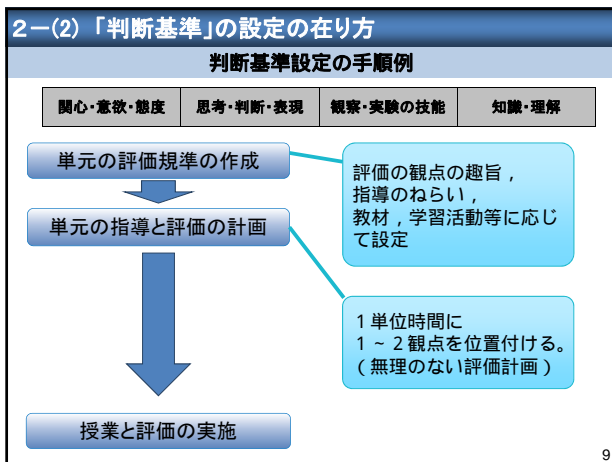 ２－(2) 「判断基準」の設定の在り方
判断基準設定の手順例
関心・意欲・態度
思考・判断・表現
観察・実験の技能
知識・理解
単元の評価規準の作成
評価の観点の趣旨，
指導のねらい，
教材，学習活動等に応じ
て設定
単元の指導と評価の計画
１単位時間に
１～２観点を位置付ける。
（無理のない評価計画）
授業と評価の実施
9